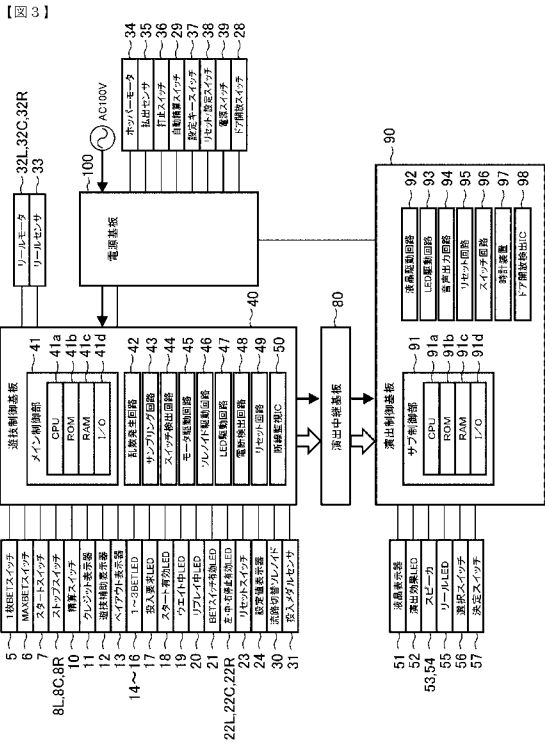 【図３】
32L,32C,32R
33
リールモータ
リールセンサ
100
AC100V
電源基板
34
35
36
29
37
38
39
28
ホッパーモータ
払出センサ
打止スイッチ
自動精算スイッチ
設定キースイッチ
リセット/設定スイッチ
電源スイッチ
ドア開放スイッチ
40
遊技制御基板
41
メイン制御部
41a
41b
41c
41d
CPU
ROM
RAM
I/O
42
43
44
45
46
47
48
49
50
乱数発生回路
サンプリング回路
スイッチ検出回路
モータ駆動回路
ソレノイド駆動回路
LED駆動回路
電断検出回路
リセット回路
断線監視IC
5
6
7
8L,8C,8R
10
11
12
13
14～16
17
18
19
20
21
22L,22C,22R
23
24
30
31
1枚BETスイッチ
MAXBETスイッチ
スタートスイッチ
ストップスイッチ
精算スイッチ
クレジット表示器
遊技補助表示器
ペイアウト表示器
1～3BETLED
投入要求LED
スタート有効LED
ウエイト中LED
リプレイ中LED
BETスイッチ有効LED
左・中・右停止有効LED
リセットスイッチ
設定値表示器
流路切替ソレノイド
投入メダルセンサ
80
演出中継基板
90
演出制御基板
91
サブ制御部
91a
91b
91c
91d
CPU
ROM
RAM
I/O
92
93
94
95
96
97
98
液晶駆動回路
LED駆動回路
音声出力回路
リセット回路
スイッチ回路
時計装置
ドア開放検出IC
51
52
53,54
55
56
57
液晶表示器
演出効果LED
スピーカ
リールLED
選択スイッチ
決定スイッチ